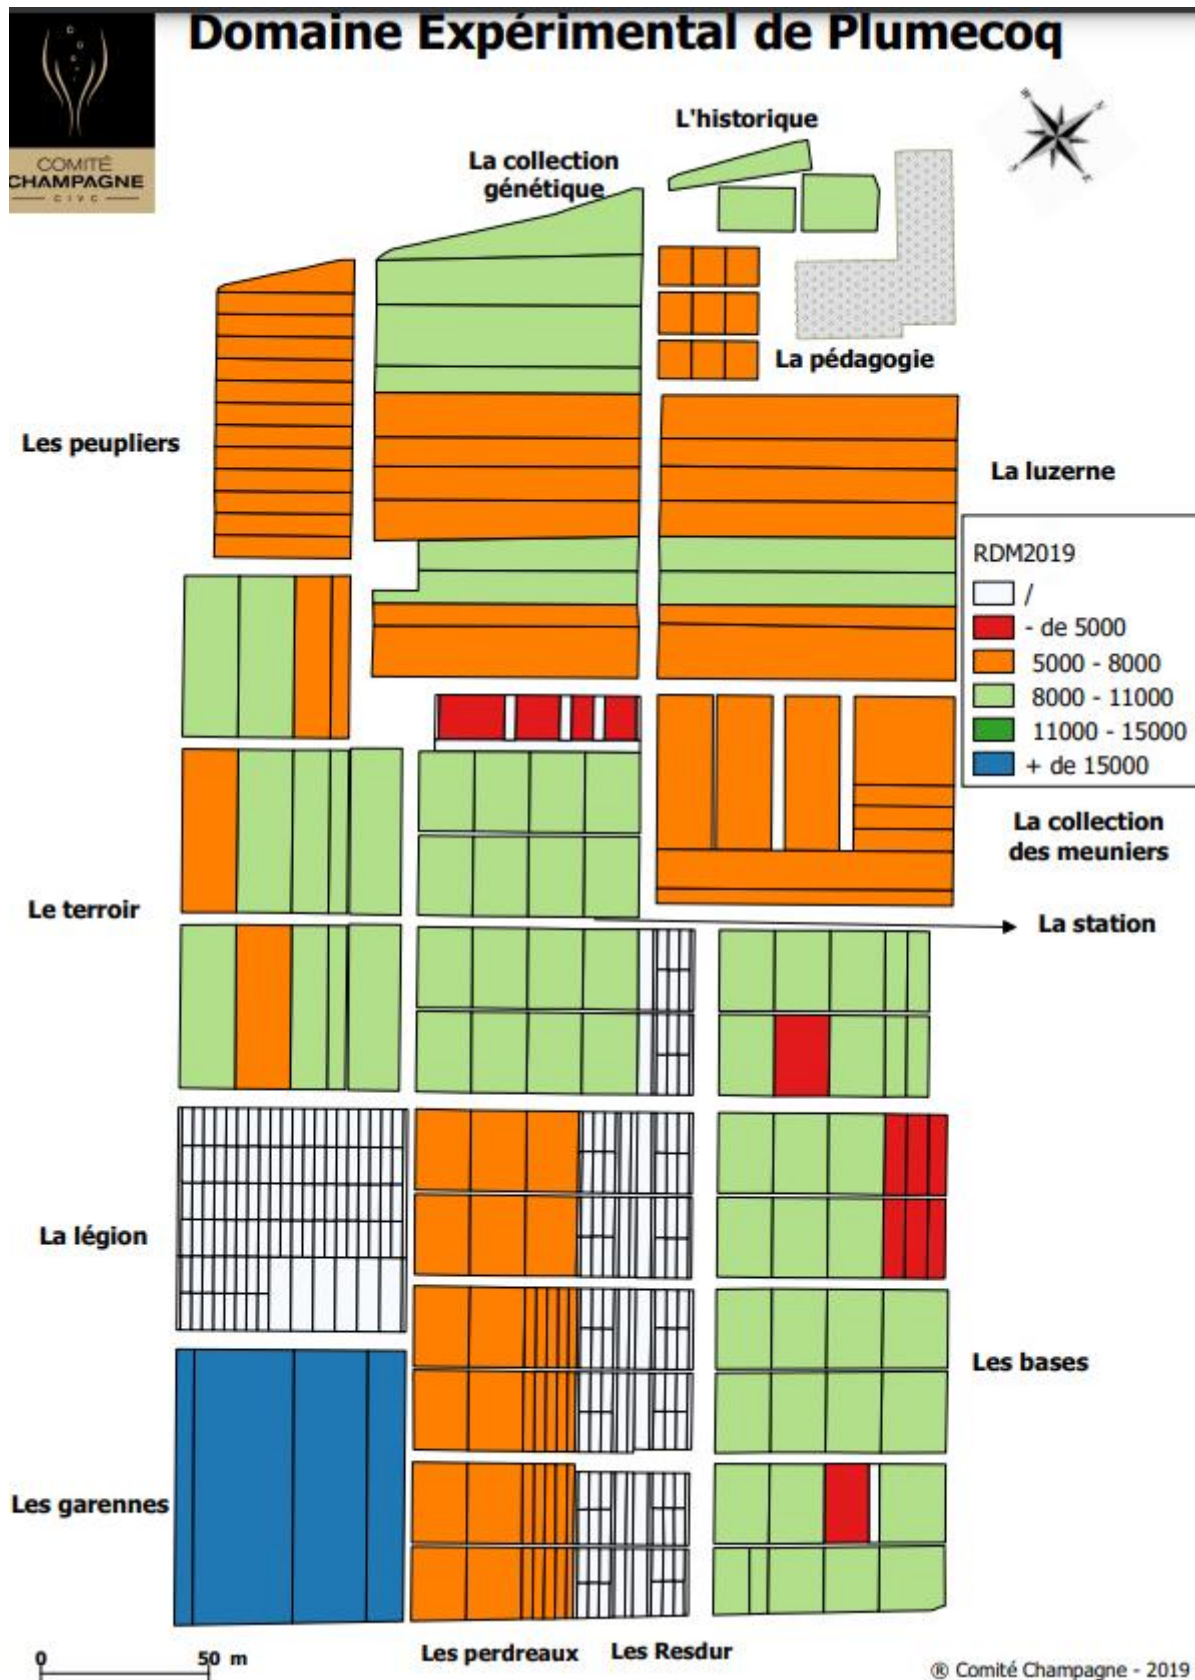 Domaine Expérimental de Plumecoq
COMITÉ
CHAMPAGNE
CIVC
L'historique
La collection
génétique
La pédagogie
Les peupliers
La luzerne
RDM2019
/
- de 5000
5000 - 8000
8000 - 11000
11000 - 15000
+ de 15000
La collection
des meuniers
Le terroir
La station
La légion
Les bases
Les garennes
Les perdreaux
Les Resdur
0 50 m
® Comité Champagne - 2019